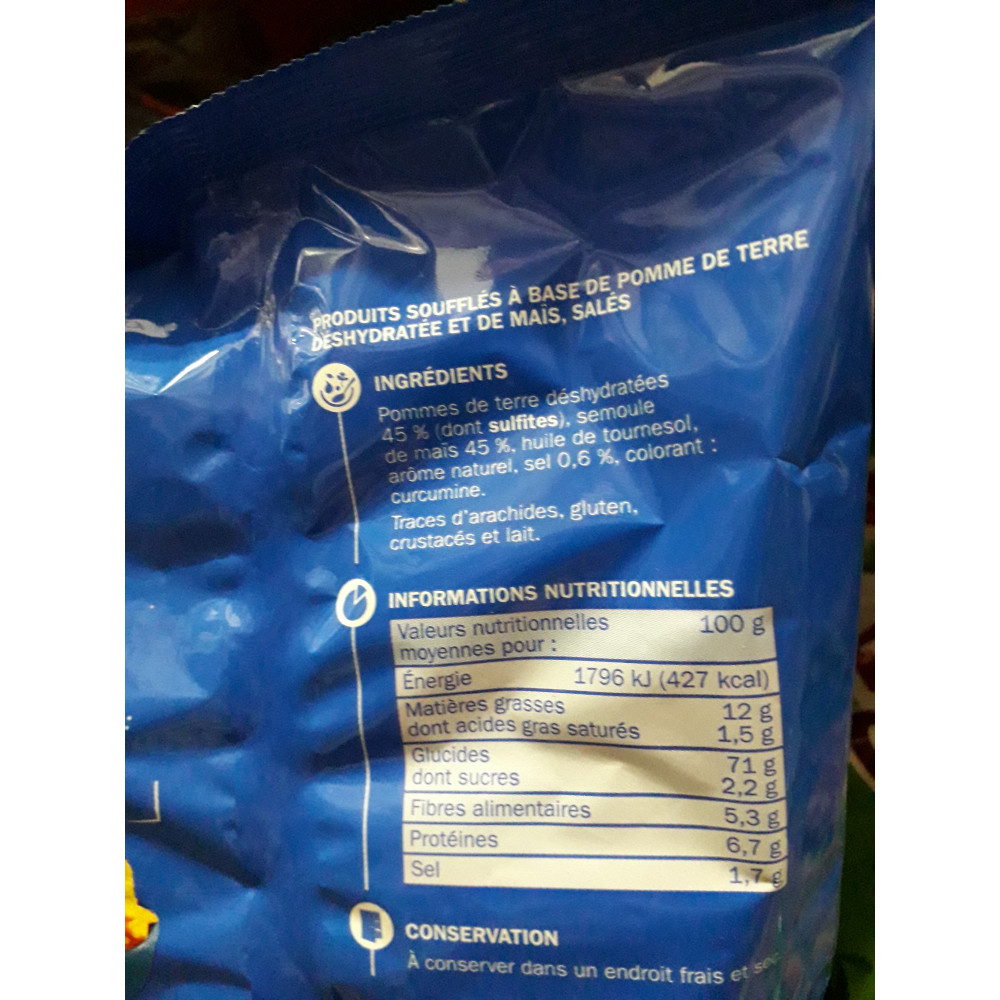 PRODUITS SOUFFLÉS À BASE DE POMME DE TERRE
DÉSHYDRATÉE ET DE MAÏS, SALÉS
INGRÉDIENTS
Pommes de terre déshydratées
45 % (dont sulfites), semoule
de maïs 45 %, huile de tournesol,
arôme naturel, sel 0,6 %, colorant :
curcumine.
Traces d'arachides, gluten,
crustacés et lait.
INFORMATIONS NUTRITIONNELLES
Valeurs nutritionnelles 100 g
moyennes pour :
Énergie 1796 kJ (427 kcal)
Matières grasses 12 g
dont acides gras saturés 1,5 g
Glucides 71 g
dont sucres 2,2 g
Fibres alimentaires 5,3 g
Protéines 6,7 g
Sel 1,7 g
CONSERVATION
À conserver dans un endroit frais et sec